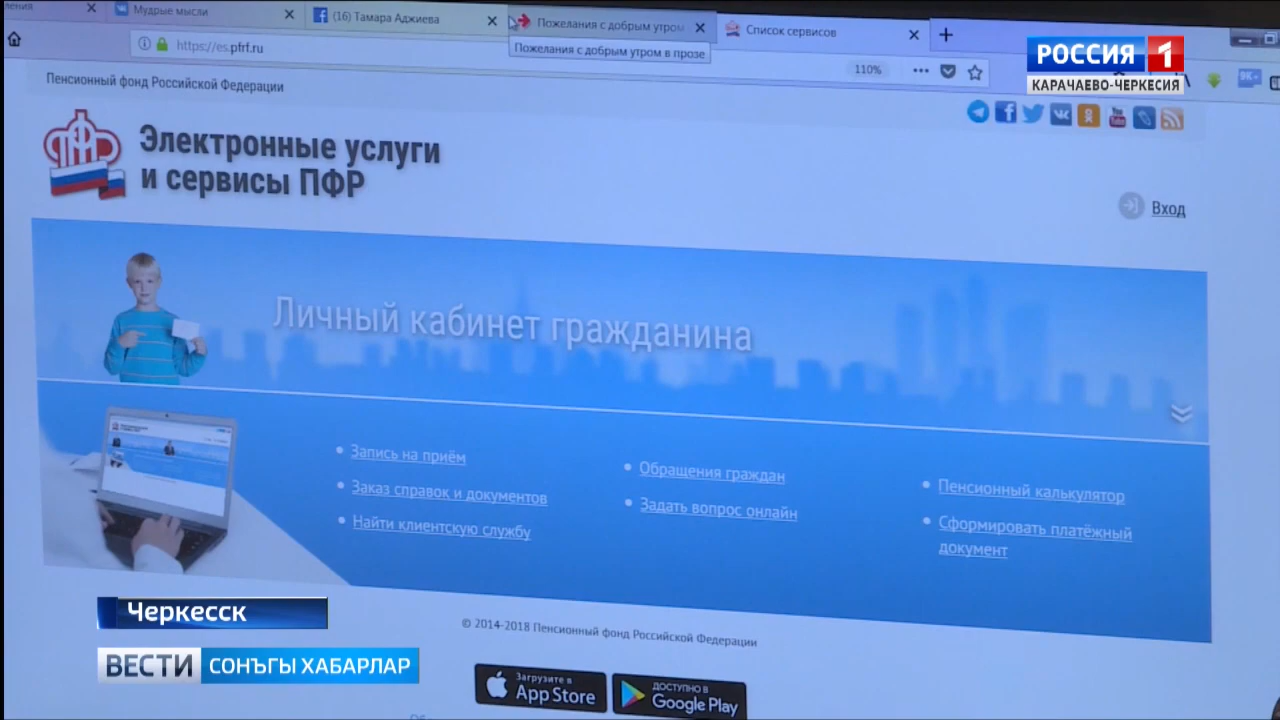 Мудрые мысли
(16) Тамара Аджиева
Пожелания с добрым утром
Список сервисов
https://es.pfrf.ru
Пожелания с добрым утром в прозе
110%
РОССИЯ 1
КАРАЧАЕВО-ЧЕРКЕСИЯ
Пенсионный фонд Российской Федерации
Электронные услуги
и сервисы ПФР
Вход
Личный кабинет гражданина
Запись на приём
Заказ справок и документов
Найти клиентскую службу
Обращения граждан
Задать вопрос онлайн
Пенсионный калькулятор
Сформировать платёжный
документ
Черкесск
© 2014-2018 Пенсионный фонд Российской Федерации
ВЕСТИ СОНЪГЫ ХАБАРЛАР
Загрузите в
App Store
ДОСТУПНО В
Google Play